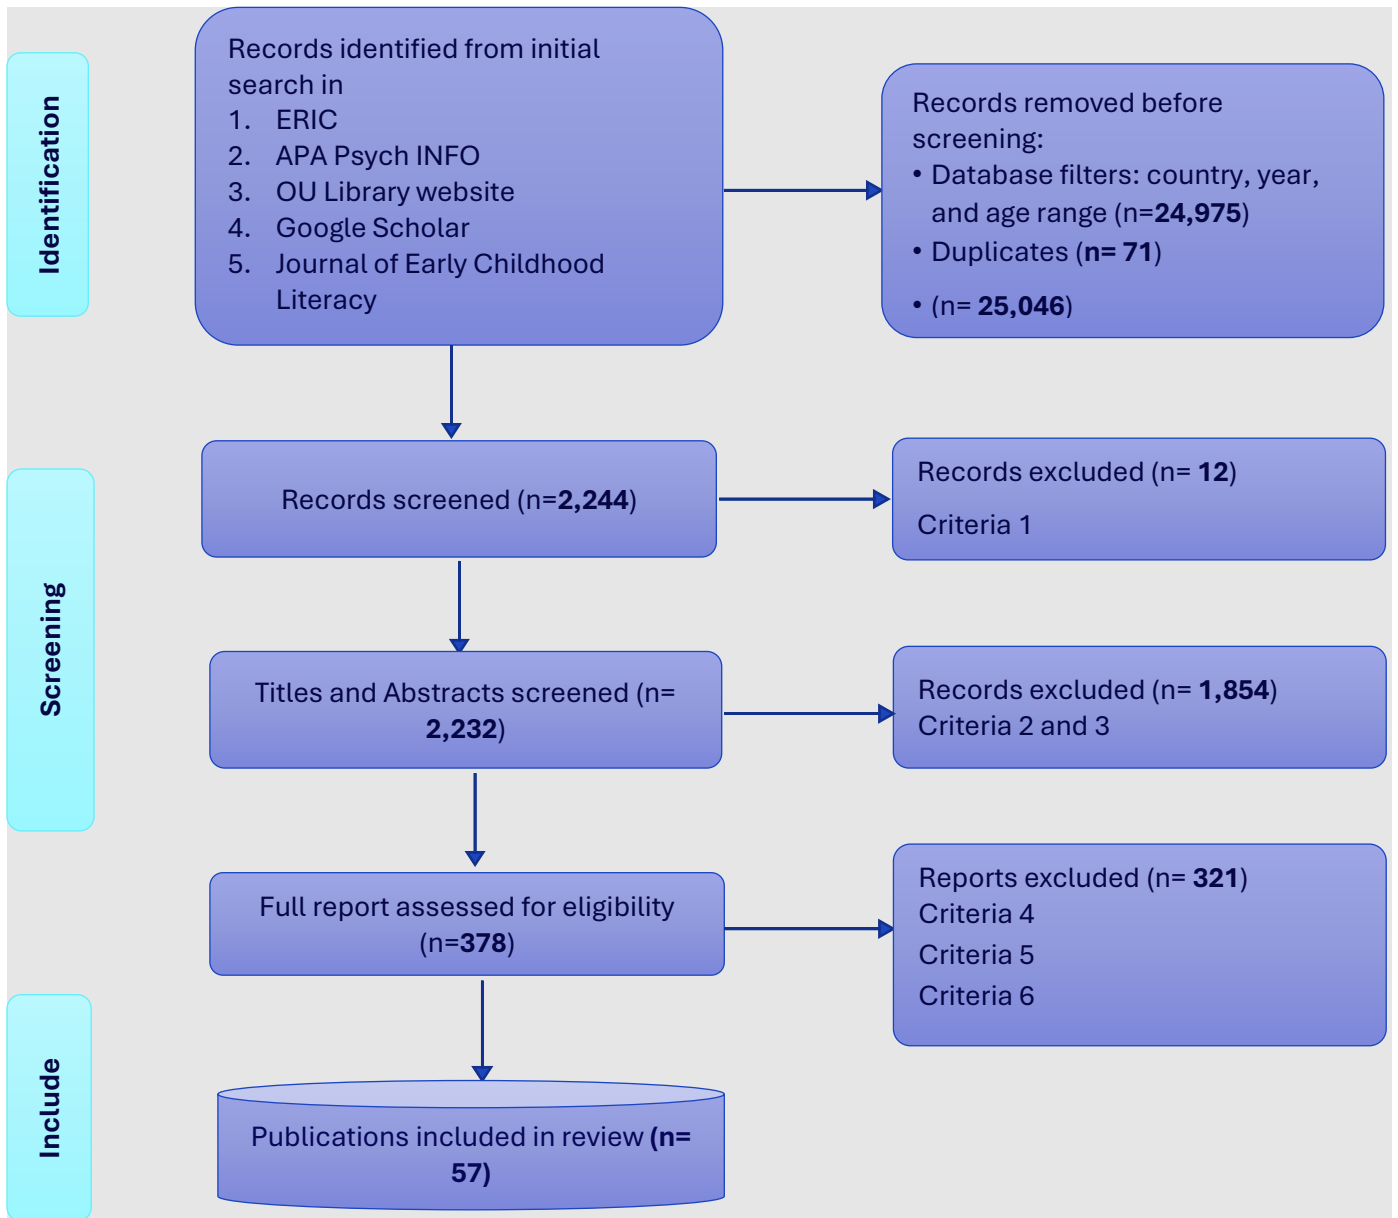 Identification
Records identified from initial
search in
1. ERIC
2. APA Psych INFO
3. OU Library website
4. Google Scholar
5. Journal of Early Childhood
Literacy
Records removed before
screening:
• Database filters: country, year,
and age range (n=24,975)
• Duplicates (n= 71)
• (n= 25,046)
Screening
Records screened (n=2,244)
Records excluded (n= 12)
Criteria 1
Titles and Abstracts screened (n=
2,232)
Records excluded (n= 1,854)
Criteria 2 and 3
Full report assessed for eligibility
(n=378)
Reports excluded (n= 321)
Criteria 4
Criteria 5
Criteria 6
Include
Publications included in review (n=
57)